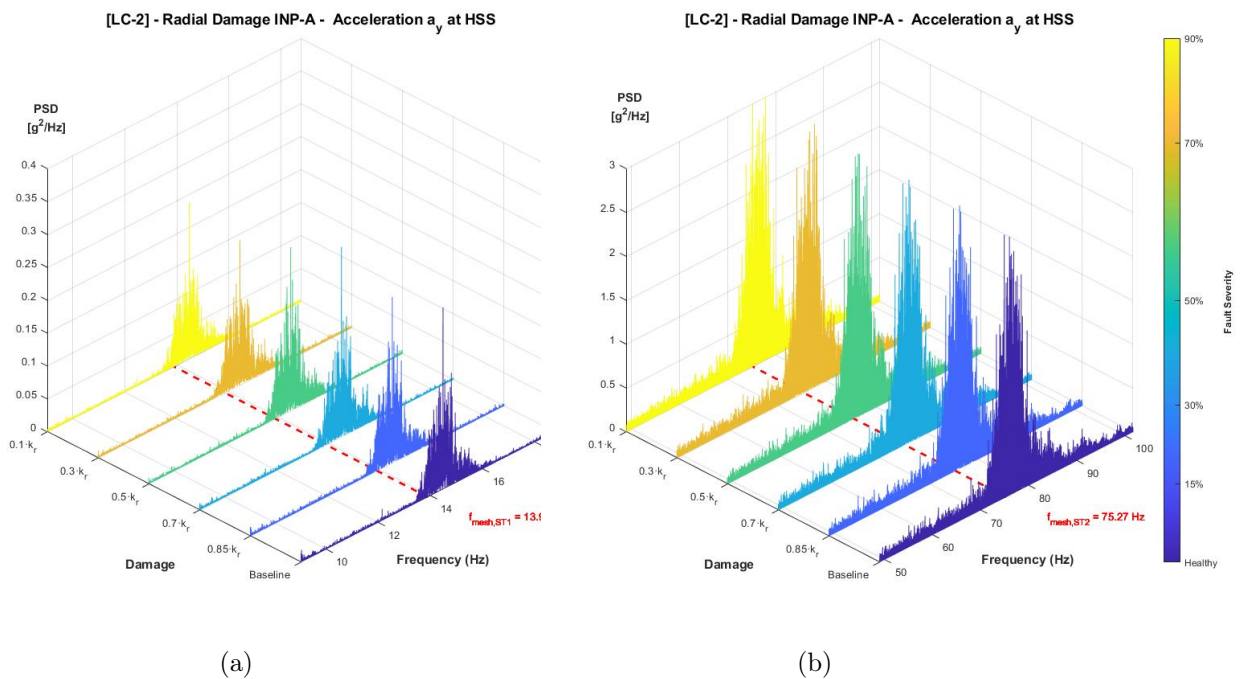 [LC-2] - Radial Damage INP-A - Acceleration a_y at HSS
PSD
[g²/Hz]
0.4
0.35
0.3
0.25
0.2
0.15
0.1
0.05
0
0.1·k_r
0.3·k_r
0.5·k_r
0.7·k_r
0.85·k_r
Baseline
Damage
10
12
14
16
Frequency (Hz)
f_mesh,ST1 = 13.9
(a)
[LC-2] - Radial Damage INP-A - Acceleration a_y at HSS
PSD
[g²/Hz]
3
2.5
2
1.5
1
0.5
0
0.1·k_r
0.3·k_r
0.5·k_r
0.7·k_r
0.85·k_r
Baseline
Damage
50
60
70
80
90
100
Frequency (Hz)
f_mesh,ST2 = 75.27 Hz
(b)
90%
70%
50%
30%
15%
Healthy
Fault Severity